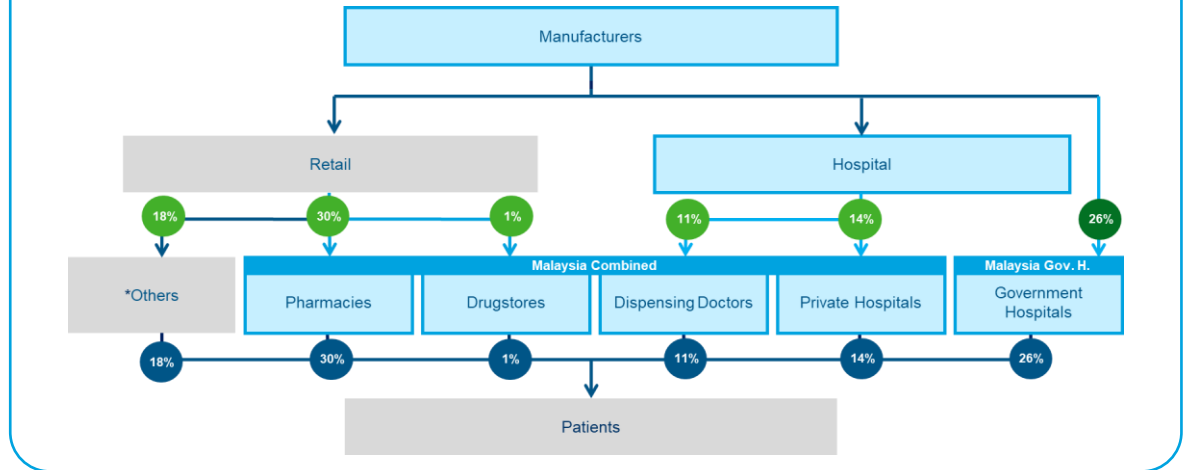 Manufacturers
Retail
Hospital
18%
30%
1%
11%
14%
26%
Malaysia Combined
Malaysia Gov. H.
*Others
Pharmacies
Drugstores
Dispensing Doctors
Private Hospitals
Government
Hospitals
18%
30%
1%
11%
14%
26%
Patients